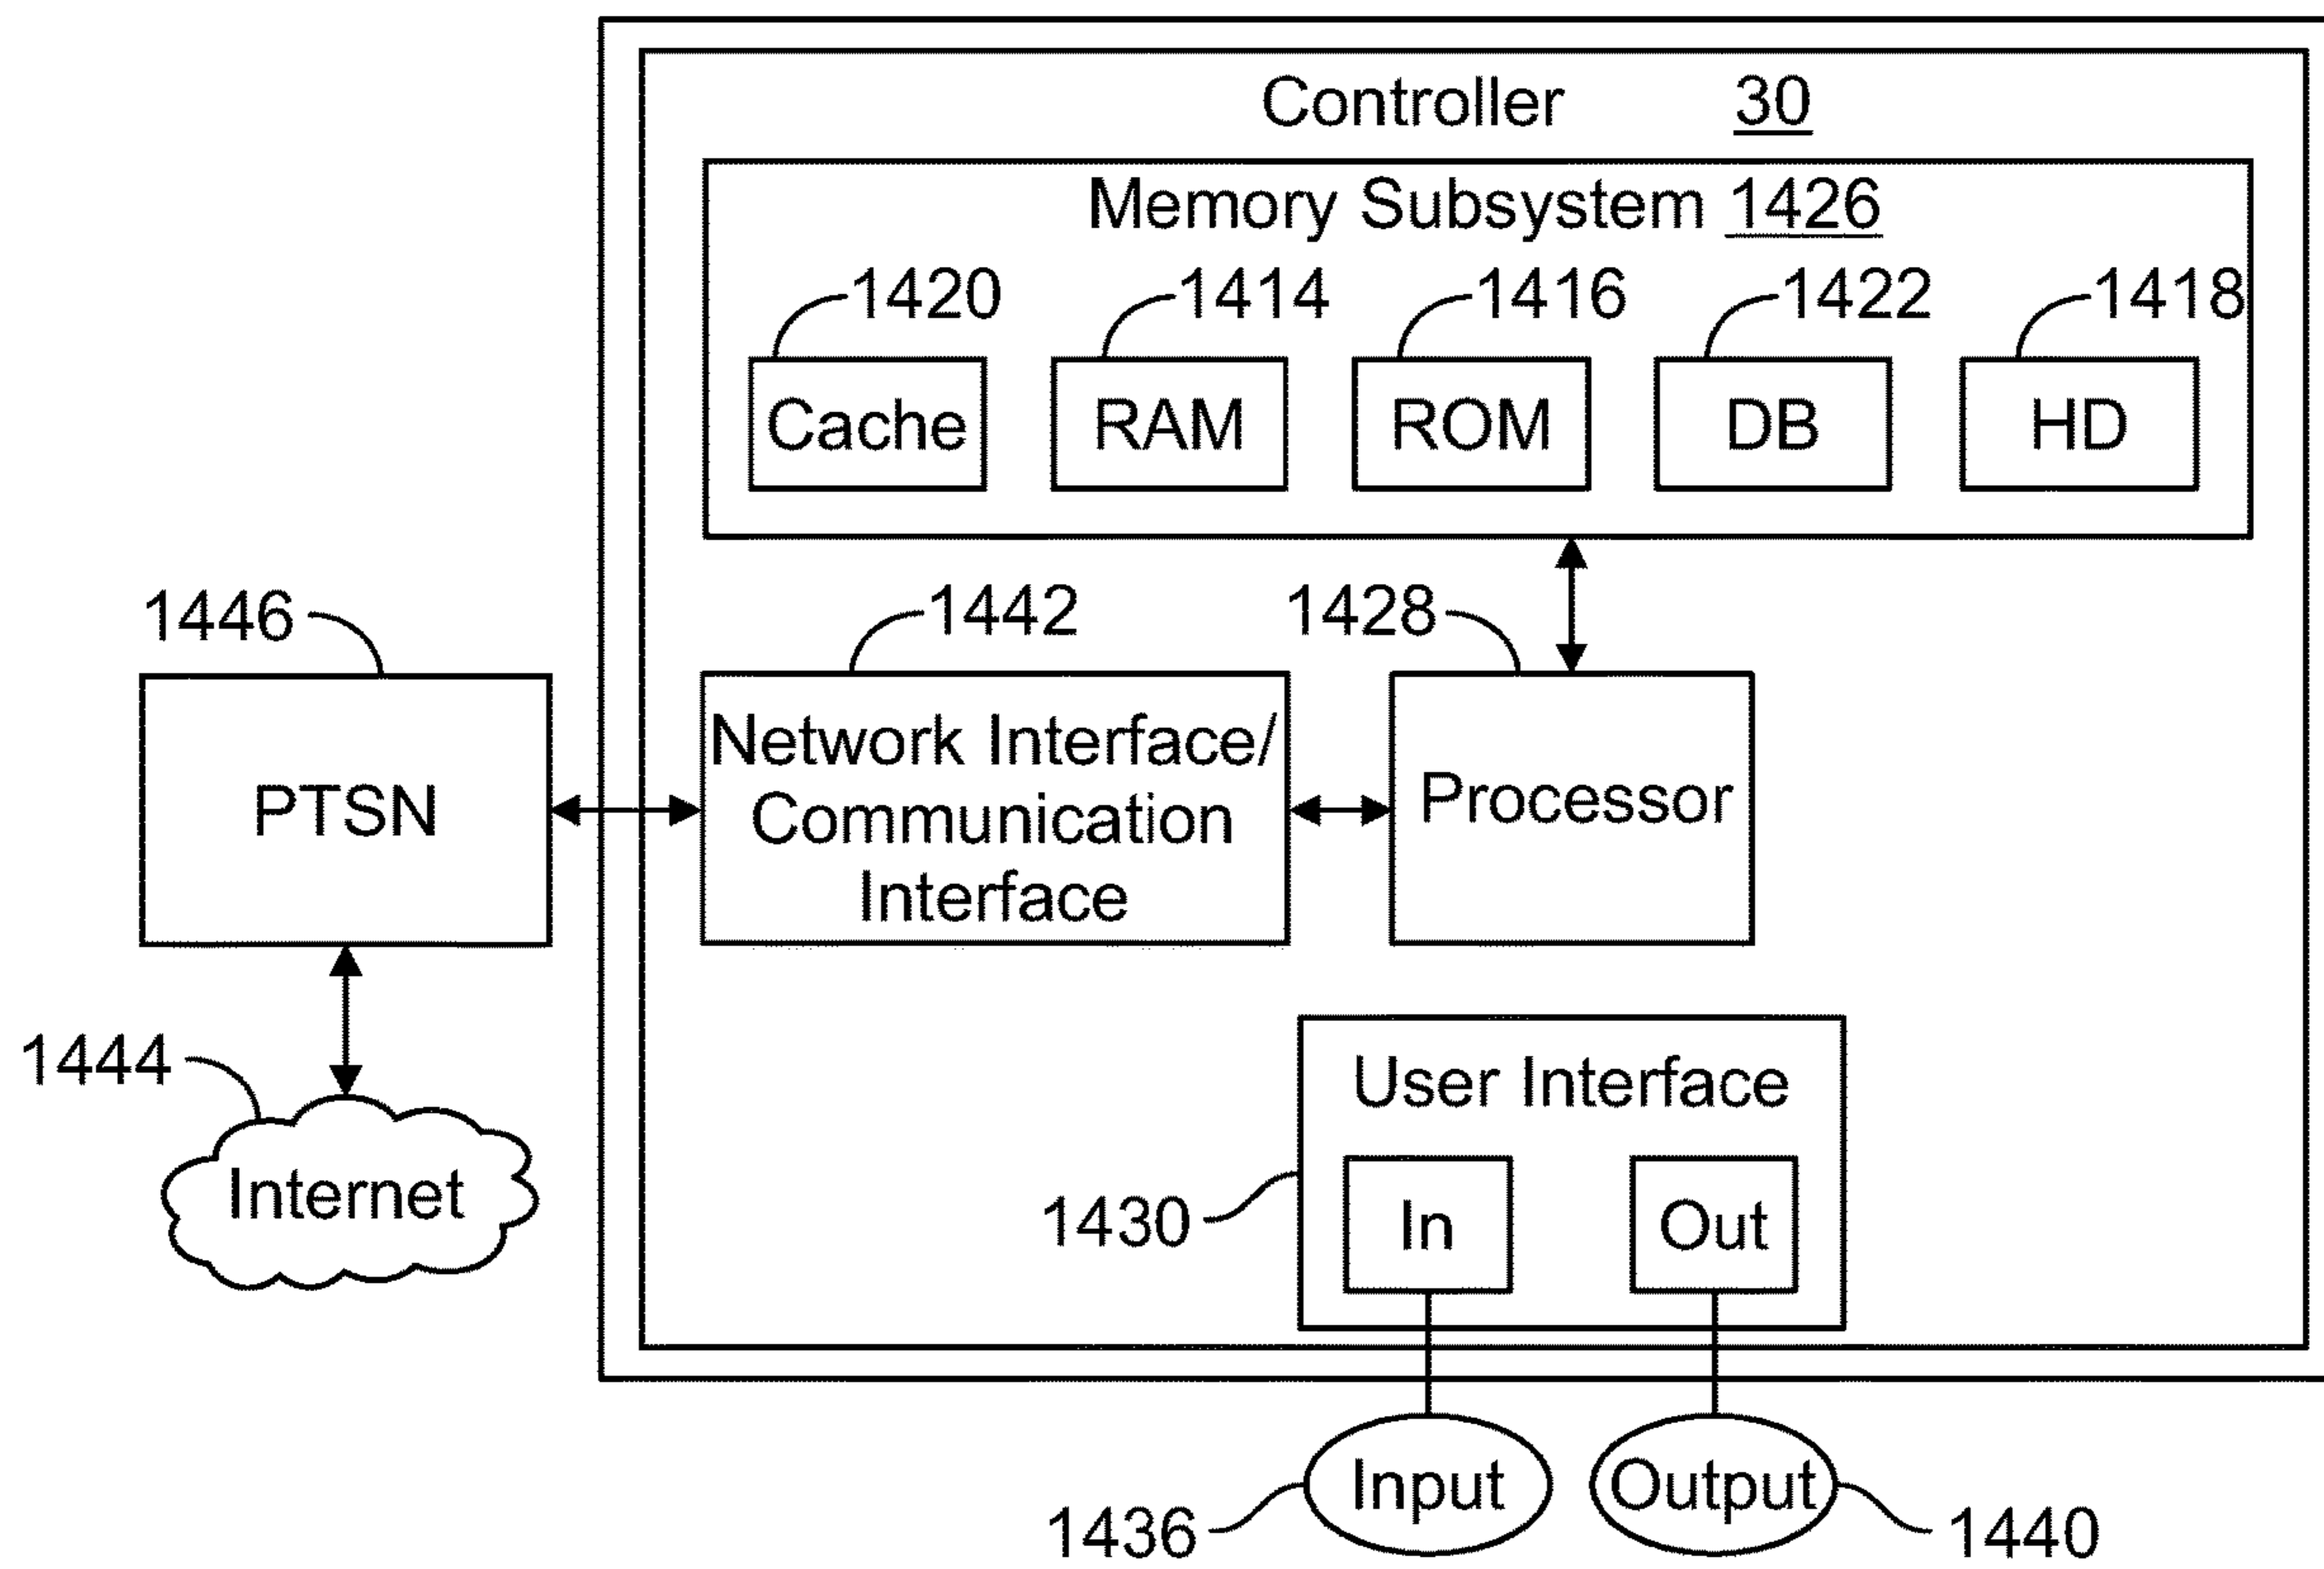 Controller 30
Memory Subsystem 1426
1420 1414 1416 1422 1418
Cache RAM ROM DB HD
1446 1442 1428
PTSN
Network Interface/
Communication
Interface
Processor
1444
Internet
User Interface
1430
In Out
Input Output
1436 1440